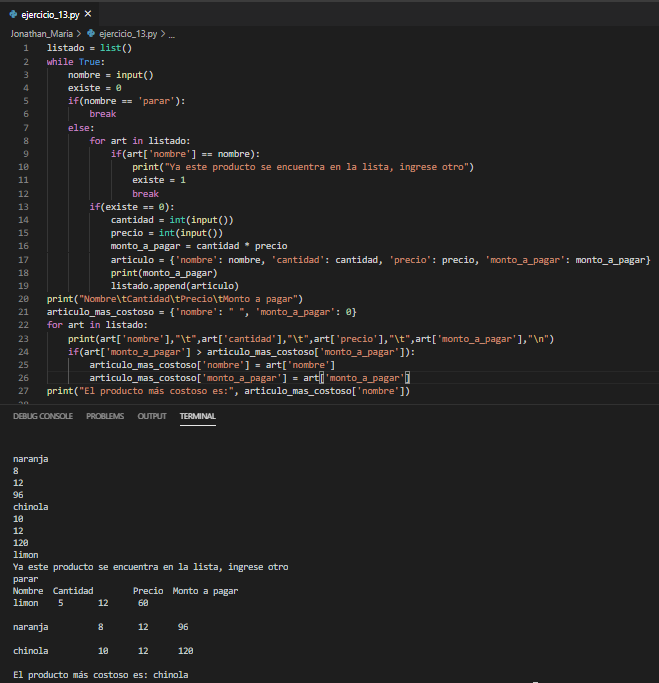 ejercicio_13.py ×
Jonathan_Maria > ejercicio_13.py > ...
1 listado = list()
2 while True:
3 nombre = input()
4 existe = 0
5 if(nombre == 'parar'):
6 break
7 else:
8 for art in listado:
9 if(art['nombre'] == nombre):
10 print("Ya este producto se encuentra en la lista, ingrese otro")
11 existe = 1
12 break
13 if(existe == 0):
14 cantidad = int(input())
15 precio = int(input())
16 monto_a_pagar = cantidad * precio
17 articulo = {'nombre': nombre, 'cantidad': cantidad, 'precio': precio, 'monto_a_pagar': monto_a_pagar}
18 print(monto_a_pagar)
19 listado.append(articulo)
20 print("Nombre\tCantidad\tPrecio\tMonto a pagar")
21 articulo_mas_costoso = {'nombre': " ", 'monto_a_pagar': 0}
22 for art in listado:
23 print(art['nombre'],"\t",art['cantidad'],"\t",art['precio'],"\t",art['monto_a_pagar'],"\n")
24 if(art['monto_a_pagar'] > articulo_mas_costoso['monto_a_pagar']):
25 articulo_mas_costoso['nombre'] = art['nombre']
26 articulo_mas_costoso['monto_a_pagar'] = art['monto_a_pagar']
27 print("El producto más costoso es:", articulo_mas_costoso['nombre'])
DEBUG CONSOLE PROBLEMS OUTPUT TERMINAL
naranja
8
12
96
chinola
10
12
120
limon
Ya este producto se encuentra en la lista, ingrese otro
parar
Nombre Cantidad Precio Monto a pagar
limon 5 12 60
naranja 8 12 96
chinola 10 12 120
El producto más costoso es: chinola